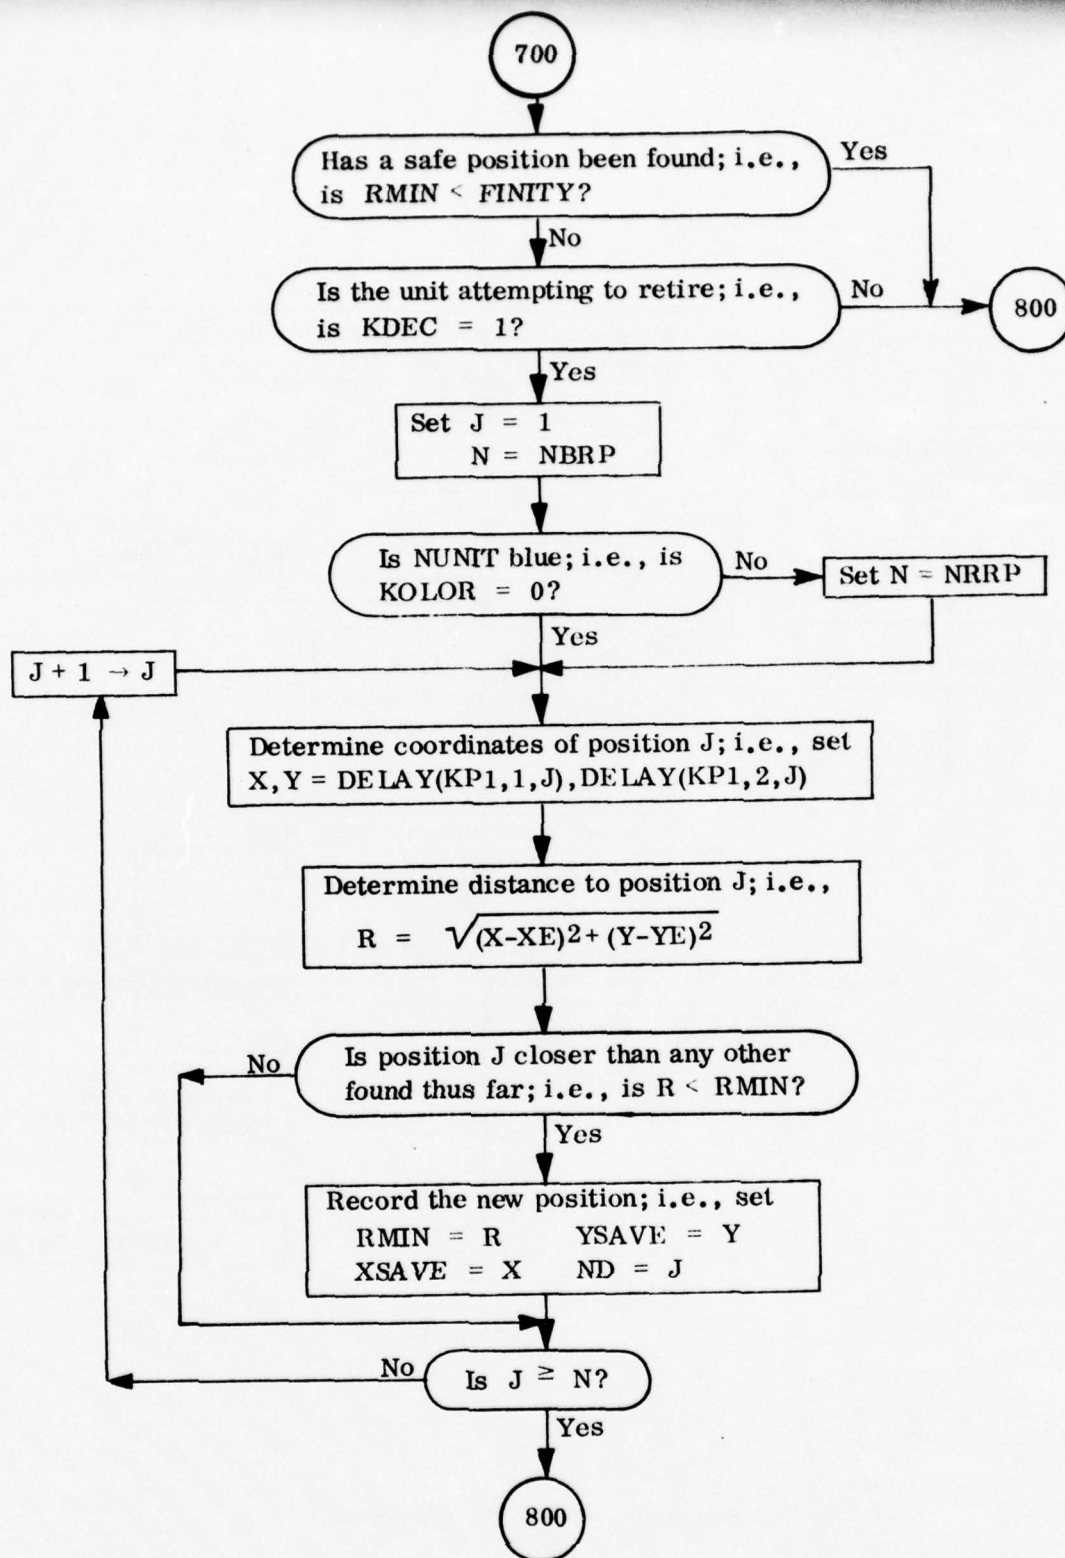 700
Has a safe position been found; i.e.,
is RMIN < FINITY?
Yes
No
Is the unit attempting to retire; i.e.,
is KDEC = 1?
No
800
Yes
Set J = 1
N = NBRP
Is NUNIT blue; i.e., is
KOLOR = 0?
No
Set N = NRRP
Yes
J + 1 → J
Determine coordinates of position J; i.e., set
X, Y = DELAY(KP1, 1, J), DELAY(KP1, 2, J)
Determine distance to position J; i.e.,
R = √(X-XE)2+ (Y-YE)2
Is position J closer than any other
found thus far; i.e., is R < RMIN?
No
Yes
Record the new position; i.e., set
RMIN = R YSAVE = Y
XSAVE = X ND = J
Is J ≥ N?
No
Yes
800